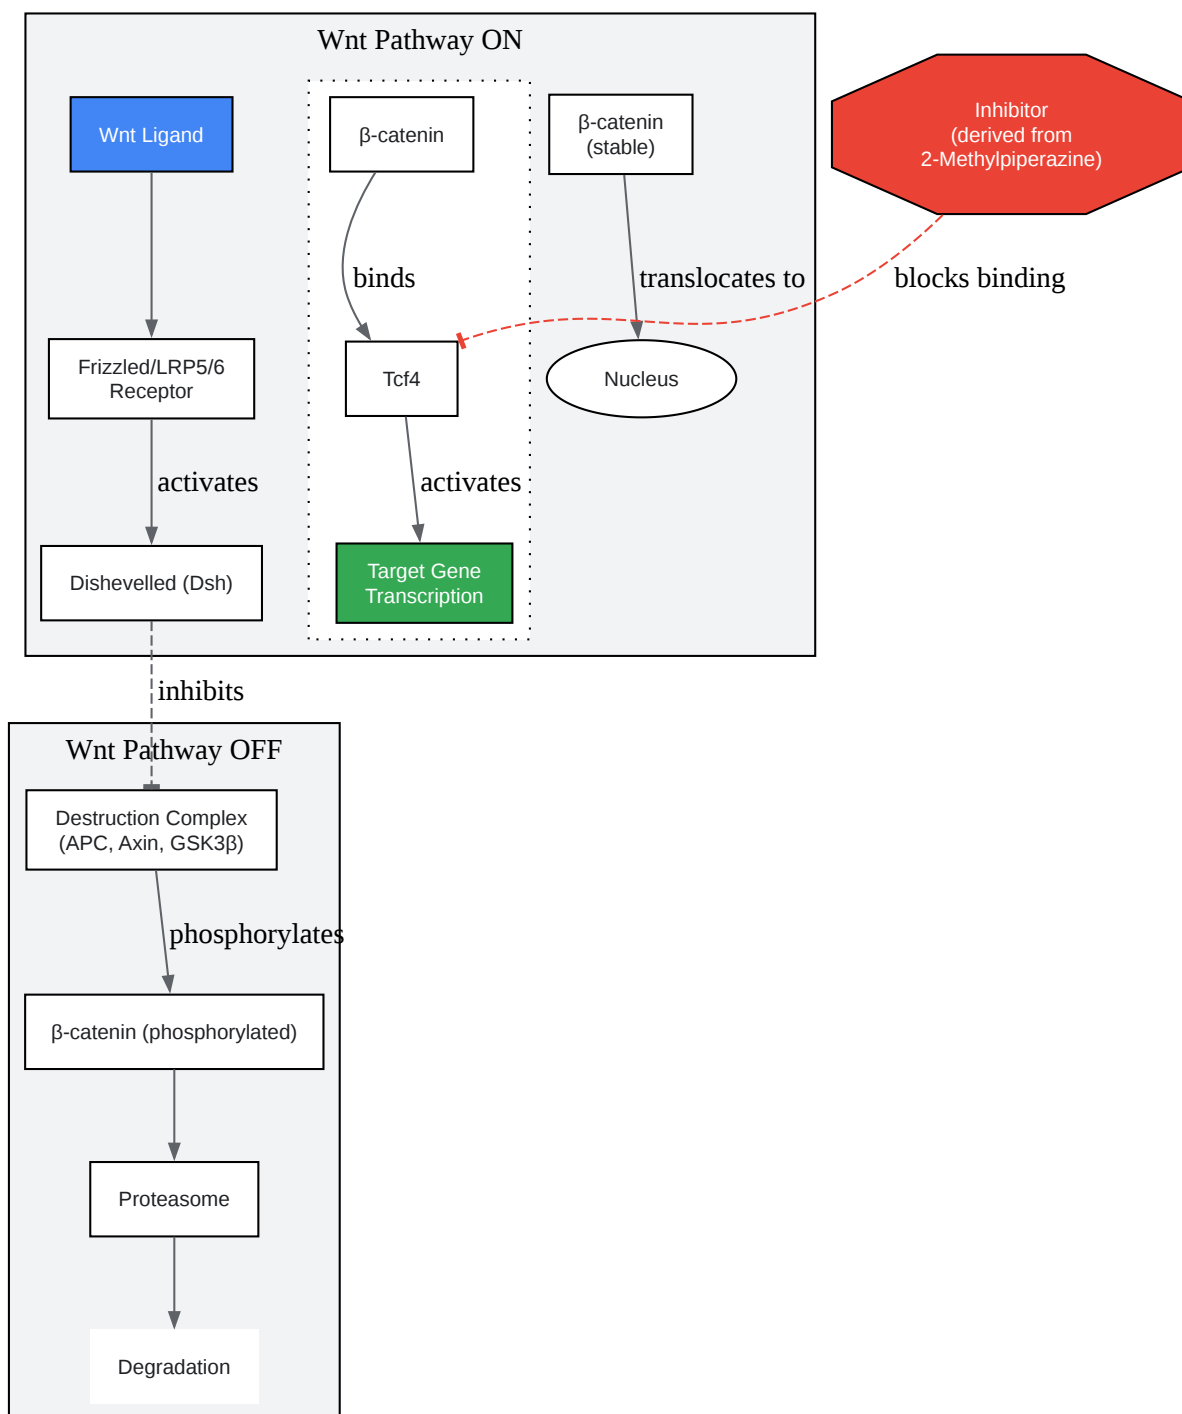 Wnt Pathway ON
Wnt Ligand
β-catenin
β-catenin
(stable)
Inhibitor
(derived from
2-Methylpiperazine)
binds
translocates to
blocks binding
Frizzled/LRP5/6
Receptor
Tcf4
Nucleus
activates
activates
Dishevelled (Dsh)
Target Gene
Transcription
inhibits
Wnt Pathway OFF
Destruction Complex
(APC, Axin, GSK3β)
phosphorylates
β-catenin (phosphorylated)
Proteasome
Degradation